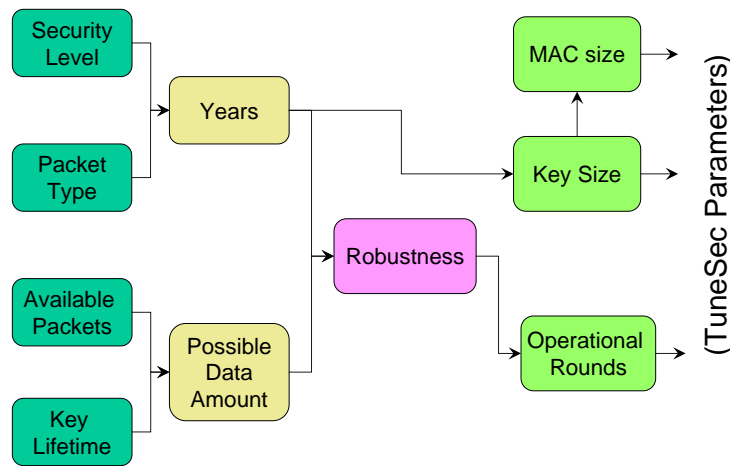 Security
Level
Packet
Type
Available
Packets
Key
Lifetime
Years
Possible
Data
Amount
Robustness
MAC size
Key Size
Operational
Rounds
(TuneSec Parameters)